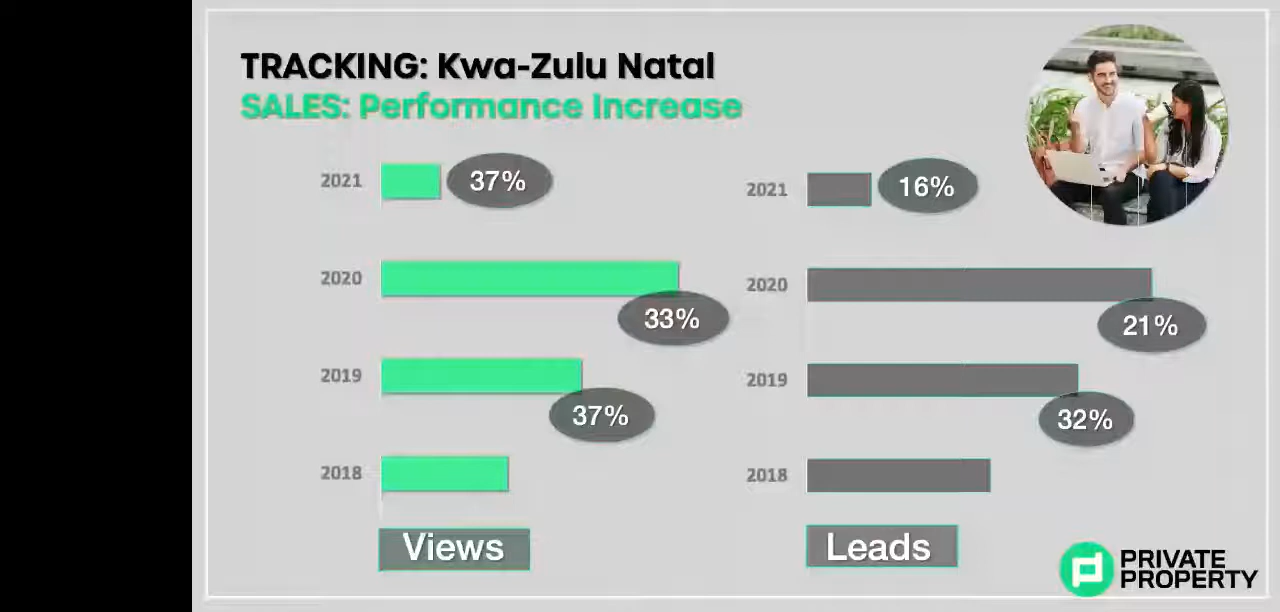 TRACKING: Kwa-Zulu Natal
SALES: Performance Increase
2021
37%
2020
33%
2019
37%
2018
Views
2021
16%
2020
21%
2019
32%
2018
Leads
PRIVATE
PROPERTY